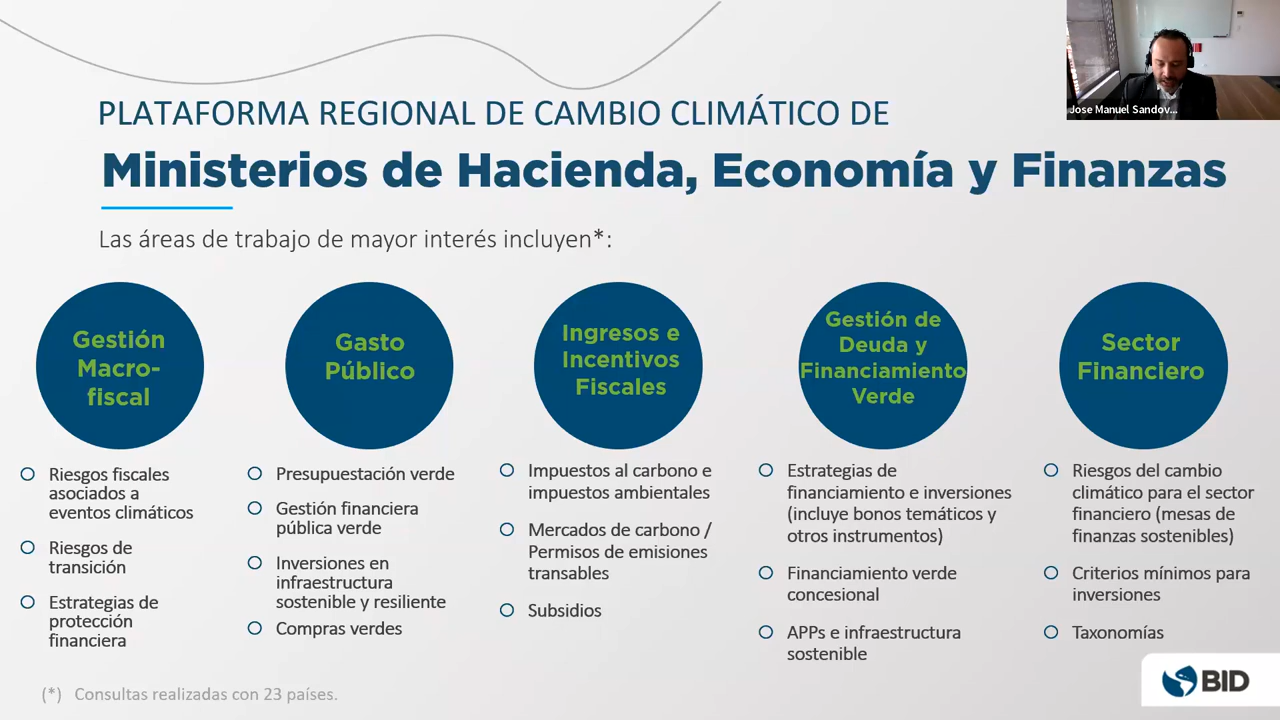 PLATAFORMA REGIONAL DE CAMBIO CLIMÁTICO DE
Ministerios de Hacienda, Economía y Finanzas
Jose Manuel Sandov...
Las áreas de trabajo de mayor interés incluyen*:
Gestión
Macro-
fiscal
Riesgos fiscales
asociados a
eventos climáticos
Riesgos de
transición
Estrategias de
protección
financiera
Gasto
Público
Presupuestación verde
Gestión financiera
pública verde
Inversiones en
infraestructura
sostenible y resiliente
Compras verdes
Ingresos e
Incentivos
Fiscales
Impuestos al carbono e
impuestos ambientales
Mercados de carbono /
Permisos de emisiones
transables
Subsidios
Gestión de
Deuda y
Financiamiento
Verde
Estrategias de
financiamiento e inversiones
(incluye bonos temáticos y
otros instrumentos)
Financiamiento verde
concesional
APPs e infraestructura
sostenible
Sector
Financiero
Riesgos del cambio
climático para el sector
financiero (mesas de
finanzas sostenibles)
Criterios mínimos para
inversiones
Taxonomías
(*) Consultas realizadas con 23 países.
BID